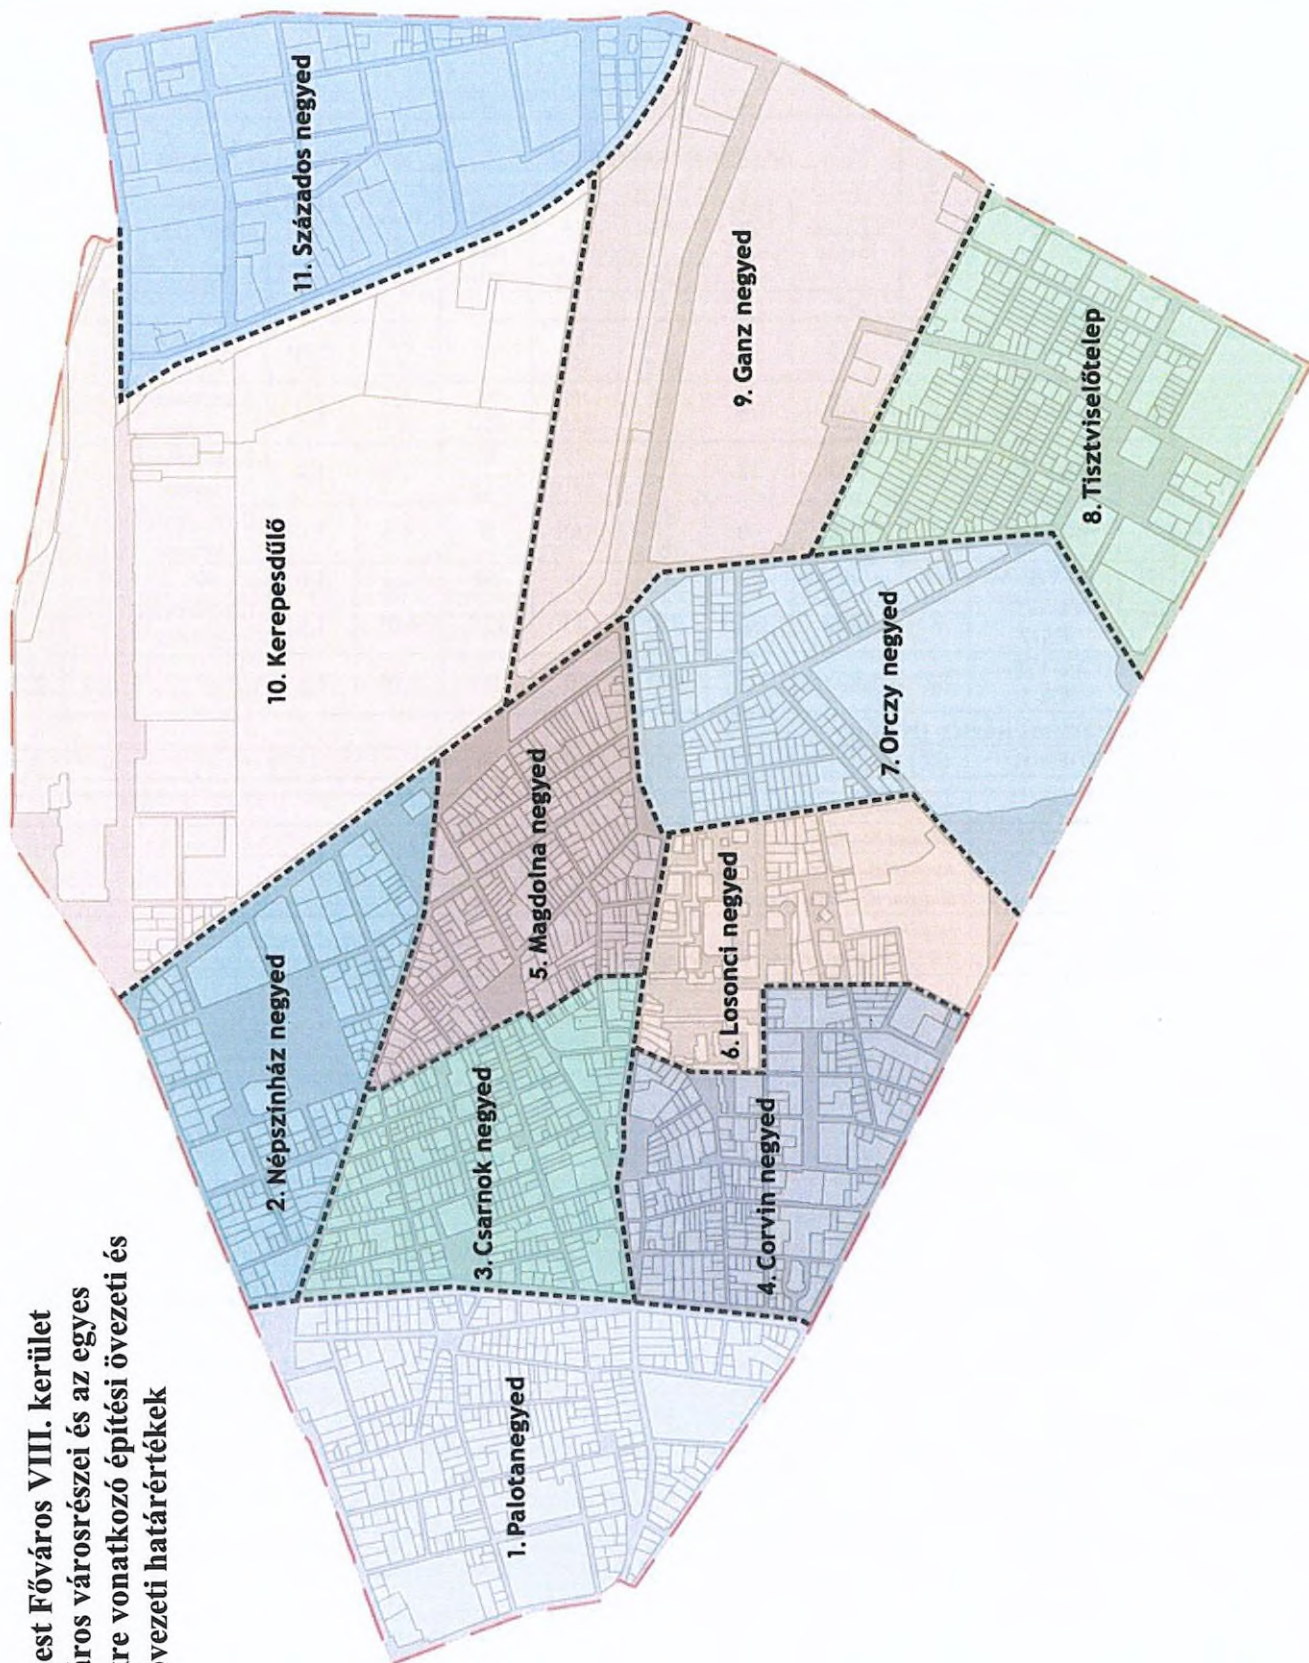 est Főváros VIII. kerület
áros városrészei és az egyes
re vonatkozó építési övezeti és
övezeti határértékek
1. Palotanegyed
2. Népszínház negyed
3. Csarnok negyed
4. Corvin negyed
5. Magdolna negyed
6. Losonci negyed
7. Orczy negyed
8. Tisztviselőtelep
9. Ganz negyed
10. Kerepesdűlő
11. Százados negyed